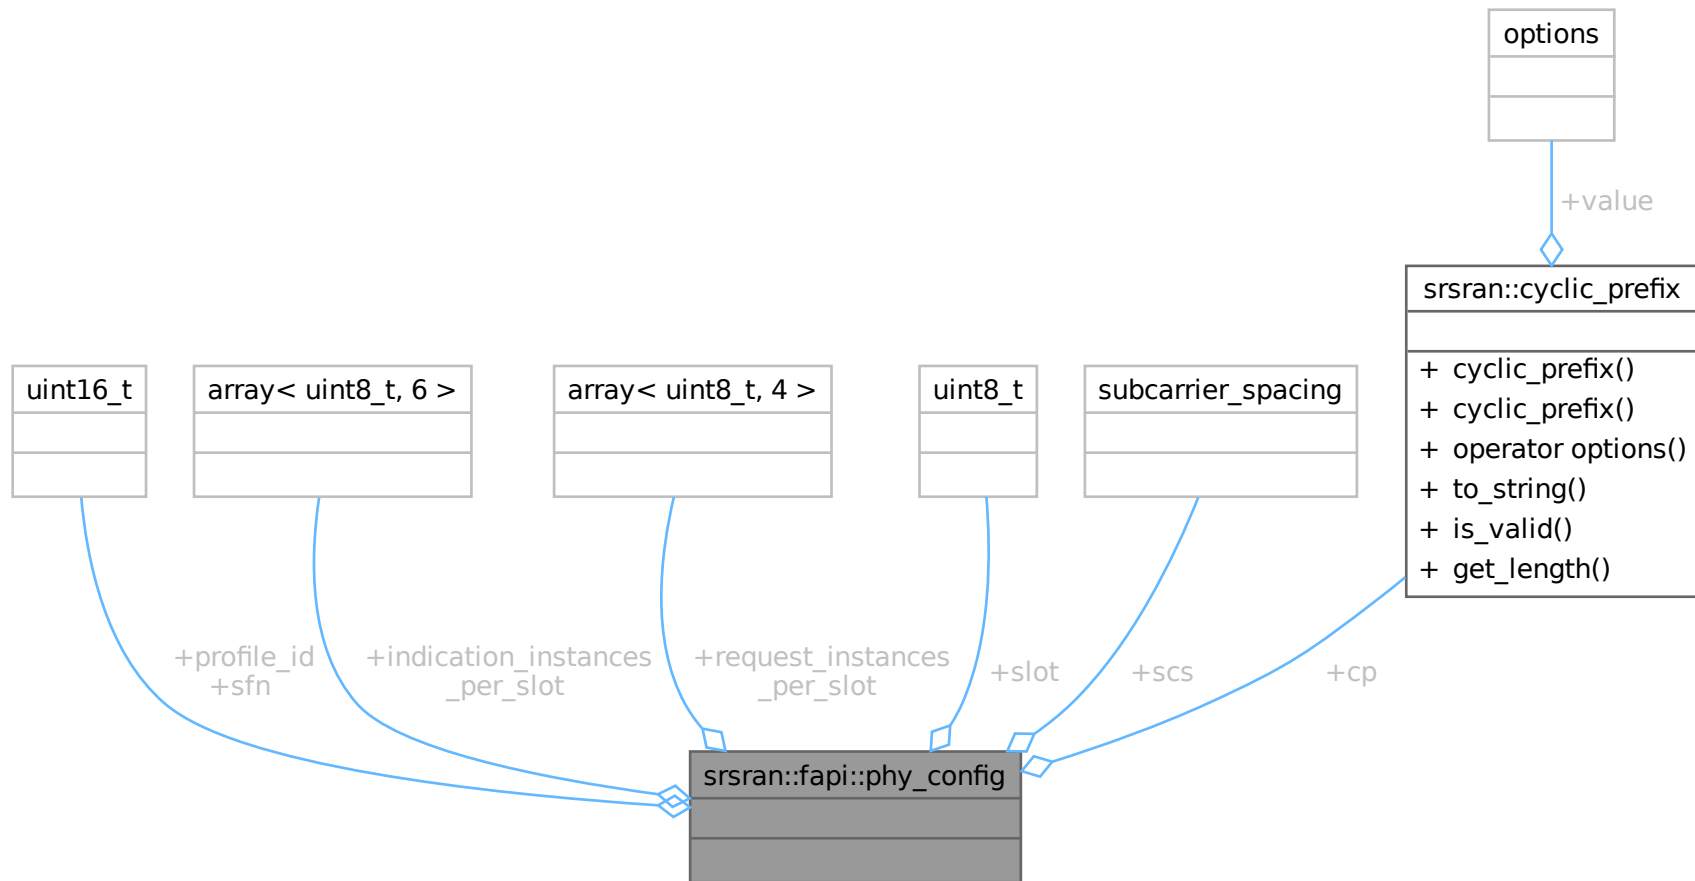 options
+value
srsran::cyclic_prefix
+ cyclic_prefix()
+ cyclic_prefix()
+ operator options()
+ to_string()
+ is_valid()
+ get_length()
uint16_t
array< uint8_t, 6 >
array< uint8_t, 4 >
uint8_t
subcarrier_spacing
+profile_id
+sfn
+indication_instances
_per_slot
+request_instances
_per_slot
+slot
+scs
+cp
srsran::fapi::phy_config